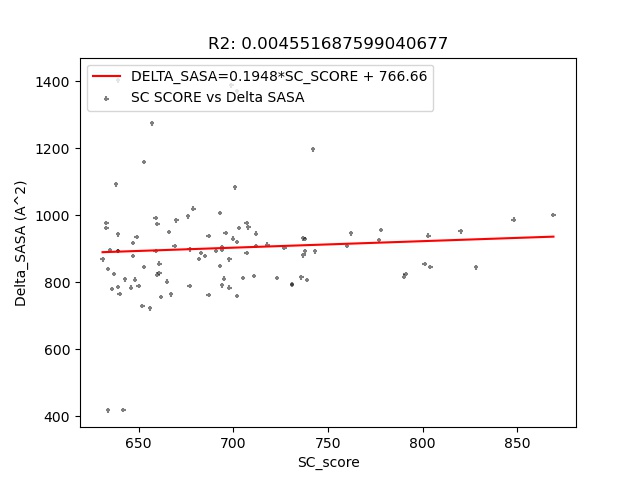 R2: 0.004551687599040677
DELTA_SASA=0.1948*SC_SCORE + 766.66
SC SCORE vs Delta SASA
Delta_SASA (A^2)
1400
1200
1000
800
600
400
650 700 750 800 850
SC_score